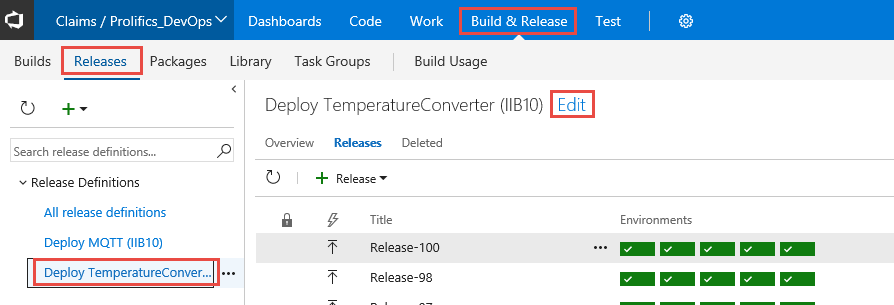 Claims / Prolifics_DevOps Dashboards Code Work Build & Release Test
Builds Releases Packages Library Task Groups Build Usage
Deploy TemperatureConverter (IIB10) Edit
Search release definitions...
Overview Releases Deleted
Release Definitions
Release
All release definitions
Title Environments
Deploy MQTT (IIB10)
Release-100
Deploy TemperatureConver...
Release-98